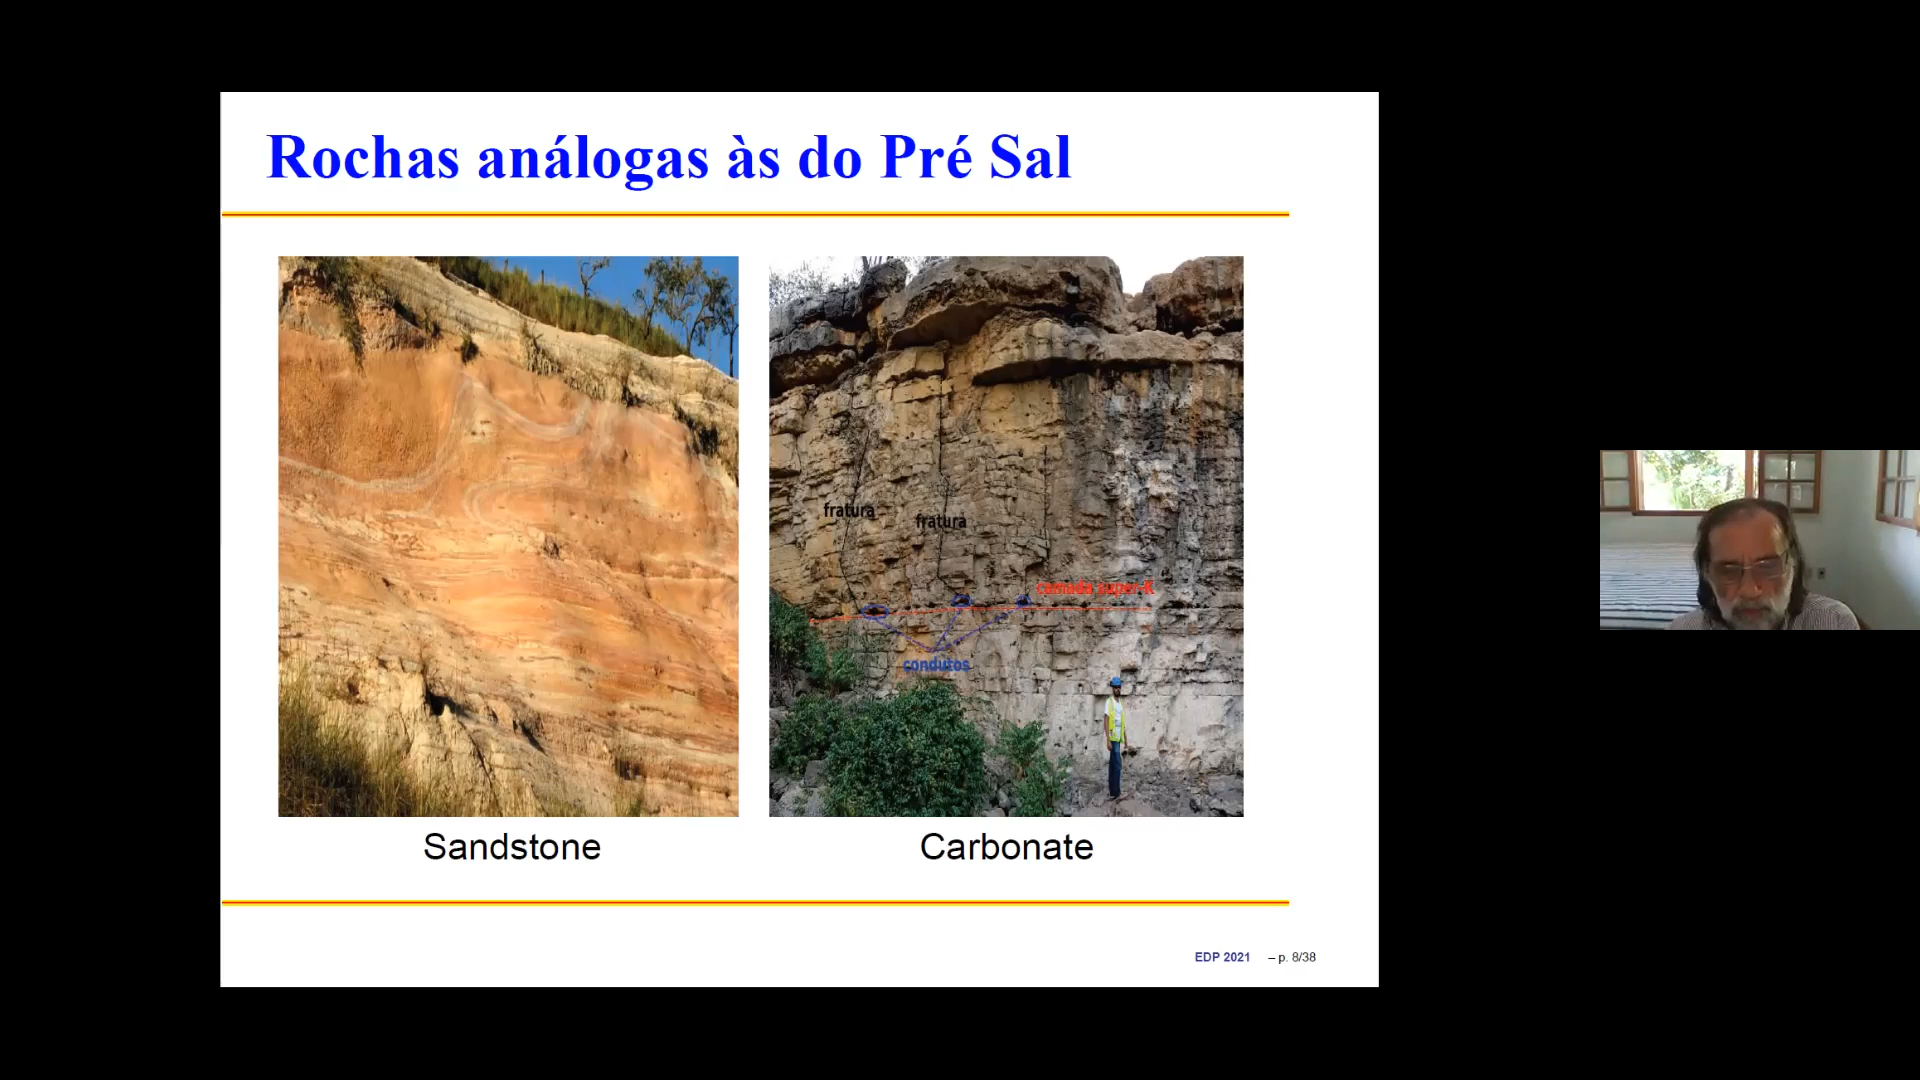 Rochas análogas às do Pré Sal
fratura
fratura
camada super-K
condutos
Sandstone
Carbonate
EDP 2021 – p. 8/38